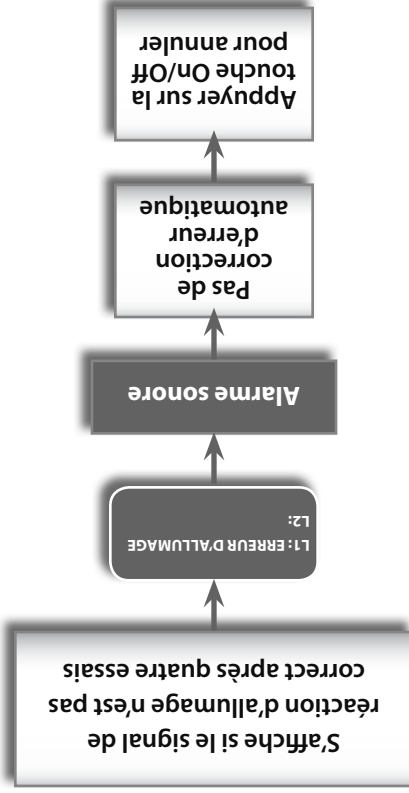 S'affiche si le signal de
réaction d'allumage n'est pas
correct après quatre essais
L1: ERREUR D'ALLUMAGE
L2:
Alarme sonore
Pas de
correction
d'erreur
automatique
Appuyer sur la
touche On/Off
pour annuler